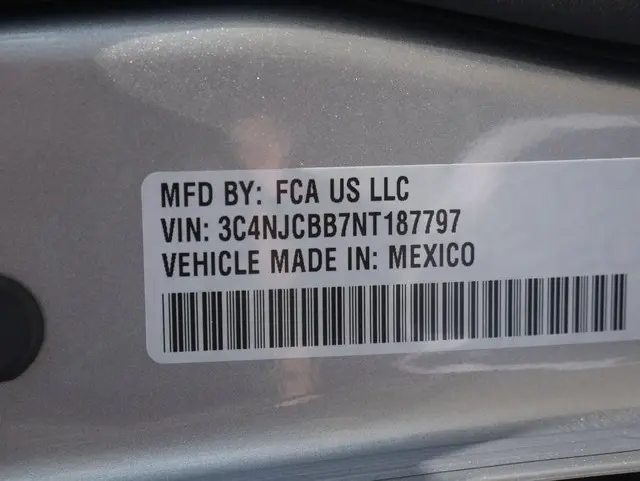 MFD BY: FCA US LLC
VIN: 3C4NJCBB7NT187797
VEHICLE MADE IN: MEXICO